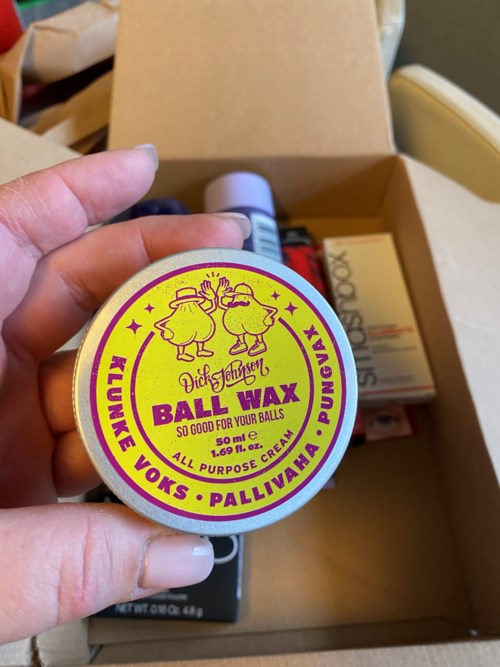 Dick Johnson
BALL WAX
SO GOOD FOR YOUR BALLS
50 ml ℮
1.69 fl. oz.
ALL PURPOSE CREAM
KLUNKE VOKS • PALLIVAHA • PUNGVAX
smashbox
NET WT. 0.16 Oz. 4.8 g